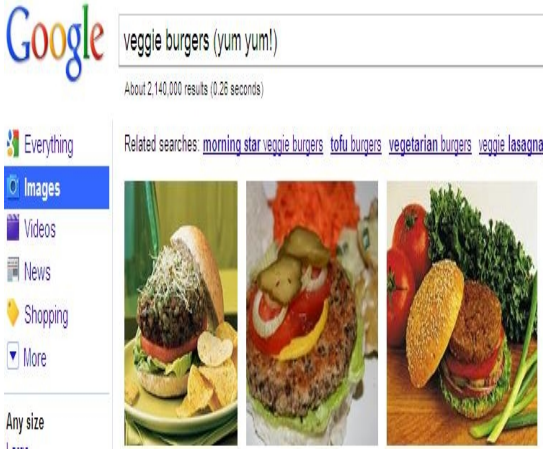 Google
veggie burgers (yum yum!)
About 2,140,000 results (0.26 seconds)
Everything
Related searches: morning star veggie burgers tofu burgers vegetarian burgers veggie lasagna
Images
Videos
News
Shopping
More
Any size